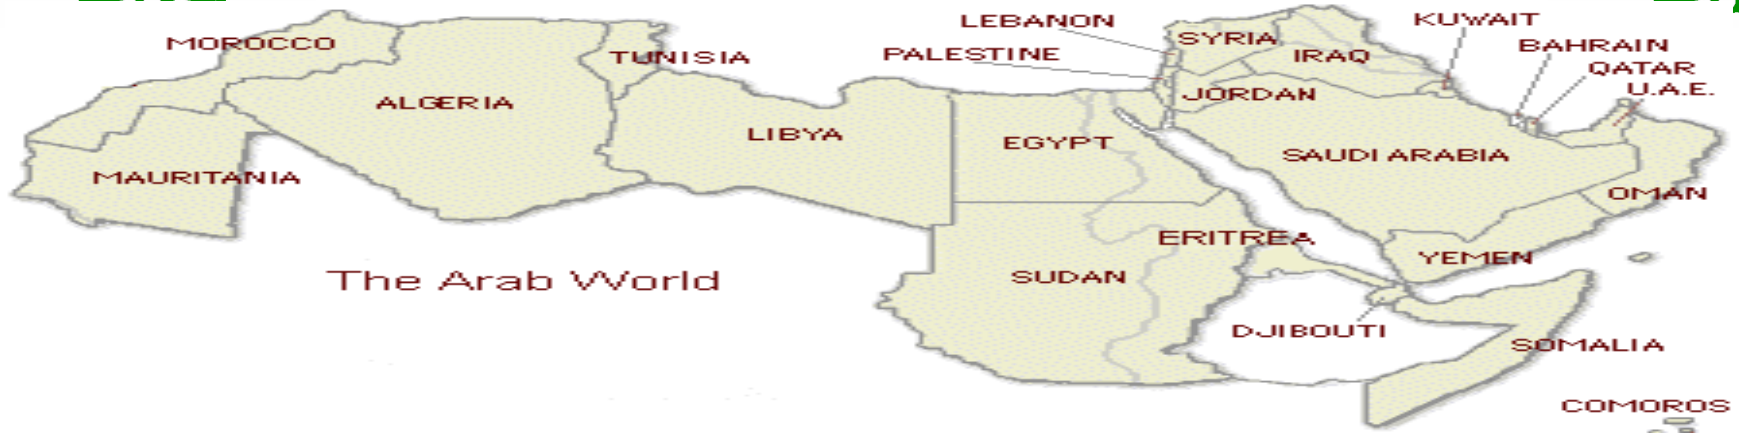 LEBANON
KUWAIT
MOROCCO
TUNISIA
PALESTINE
SYRIA
IRAQ
BAHRAIN
QATAR
U.A.E.
ALGERIA
JORDAN
LIBYA
EGYPT
SAUDI ARABIA
MAURITANIA
OMAN
ERITREA
YEMEN
The Arab World
SUDAN
DJIBOUTI
SOMALIA
COMOROS